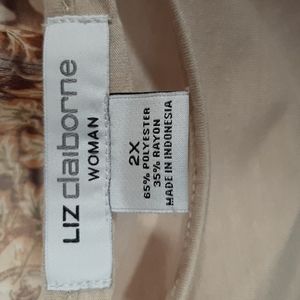 LIZ claiborne
WOMAN
2X
65% POLYESTER
35% RAYON
MADE IN INDONESIA